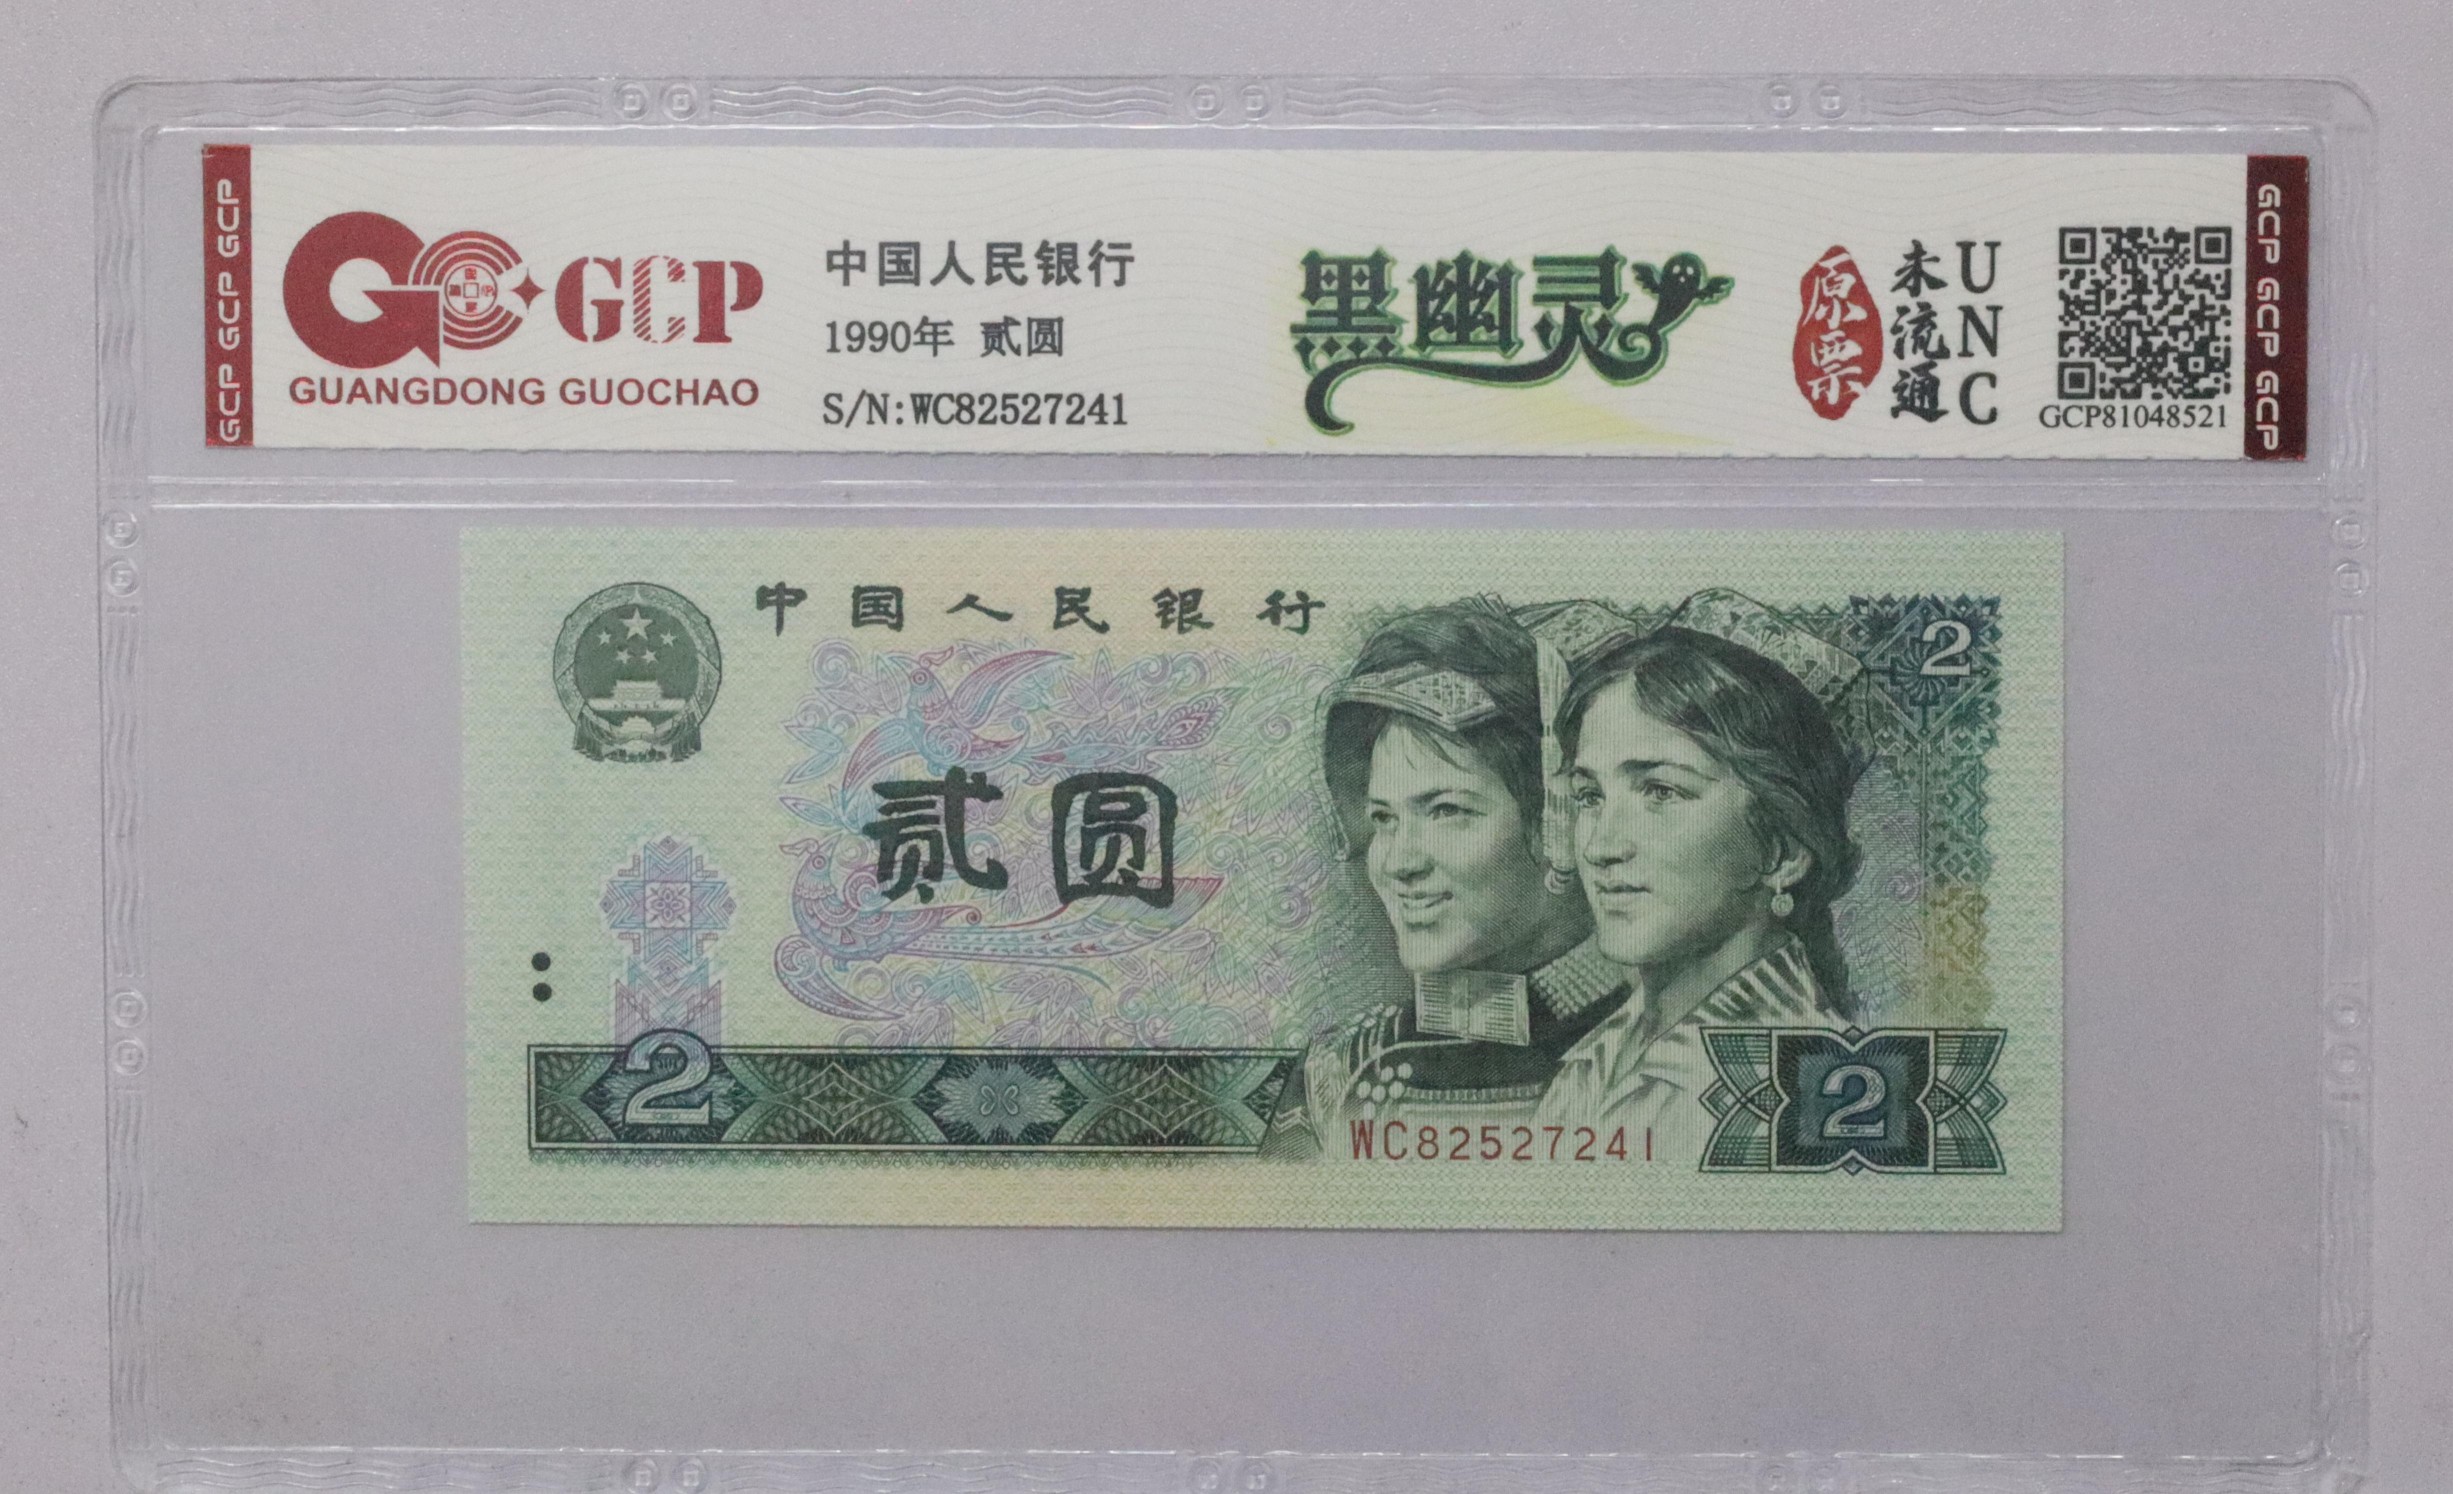 GCP GCP GCP GCP
GCP
GUANGDONG GUOCHAO
中国人民银行
1990年 贰圆
S/N:WC82527241
黑幽灵
原票
未流通
UNC
GCP81048521
GCP GCP GCP GCP
中国人民银行
2
贰圆
2
WC82527241
2